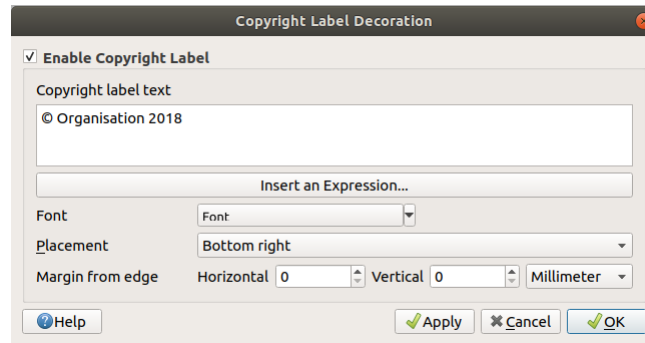 Copyright Label Decoration
Enable Copyright Label
Copyright label text
© Organisation 2018
Insert an Expression...
Font Font
Placement Bottom right
Margin from edge Horizontal 0 Vertical 0 Millimeter
Help Apply Cancel OK